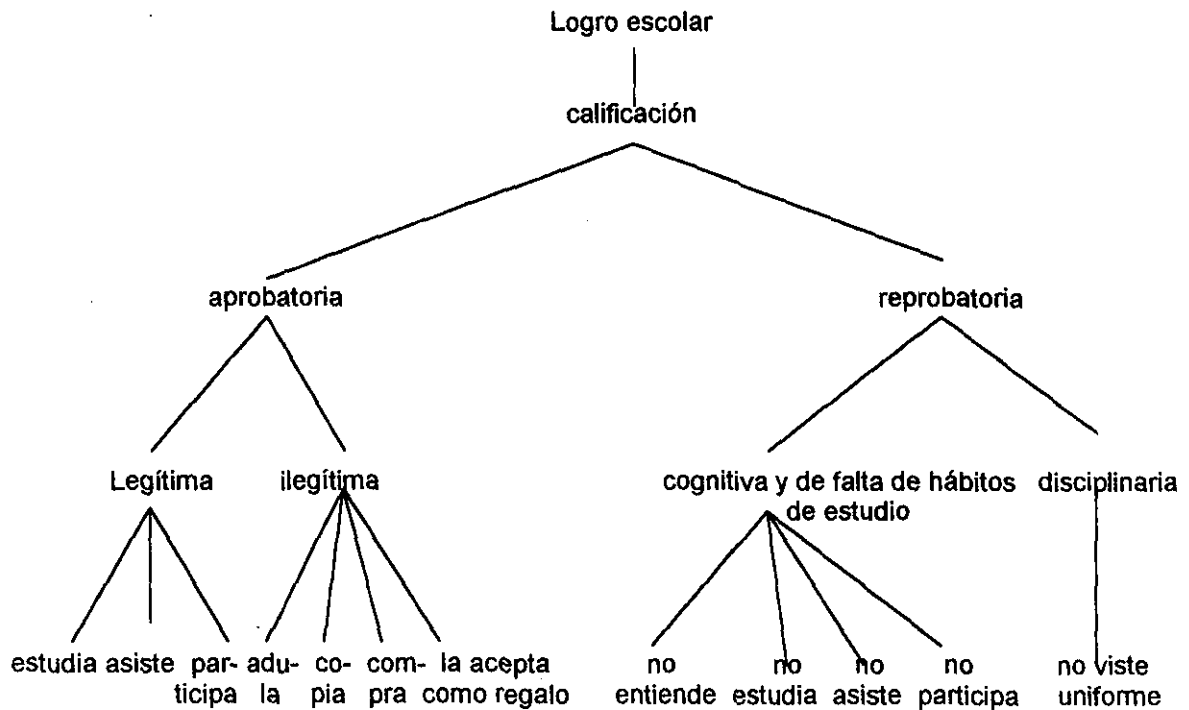 Logro escolar
calificación
aprobatoria reprobatoria
Legítima ilegítima cognitiva y de falta de hábitos disciplinaria
de estudio
estudia asiste par- adu- co- com- la acepta no no no no no viste
ticipa la pia pra como regalo entiende estudia asiste participa uniforme